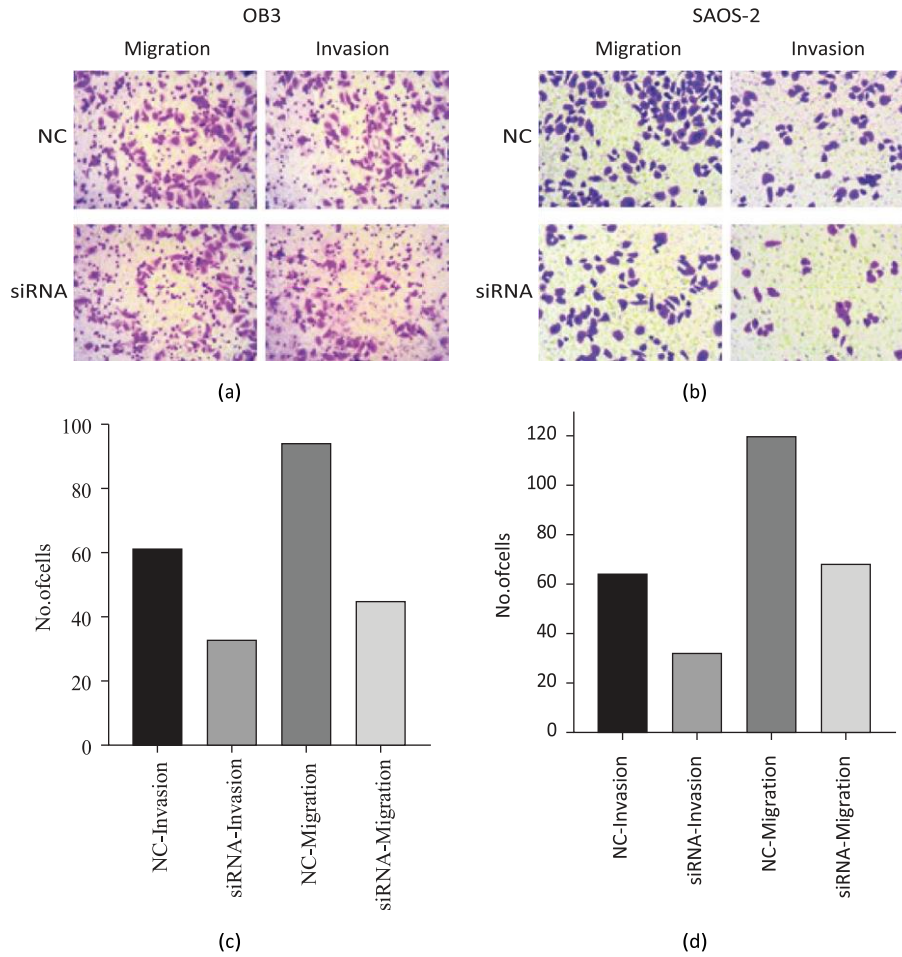 OB3
SAOS-2
Migration
Invasion
Migration
Invasion
NC
NC
siRNA
siRNA
(a)
(b)
No.ofcells
100
80
60
40
20
0
NC-Invasion
siRNA-Invasion
NC-Migration
siRNA-Migration
(c)
No.ofcells
120
100
80
60
40
20
0
NC-Invasion
siRNA-Invasion
NC-Migration
siRNA-Migration
(d)